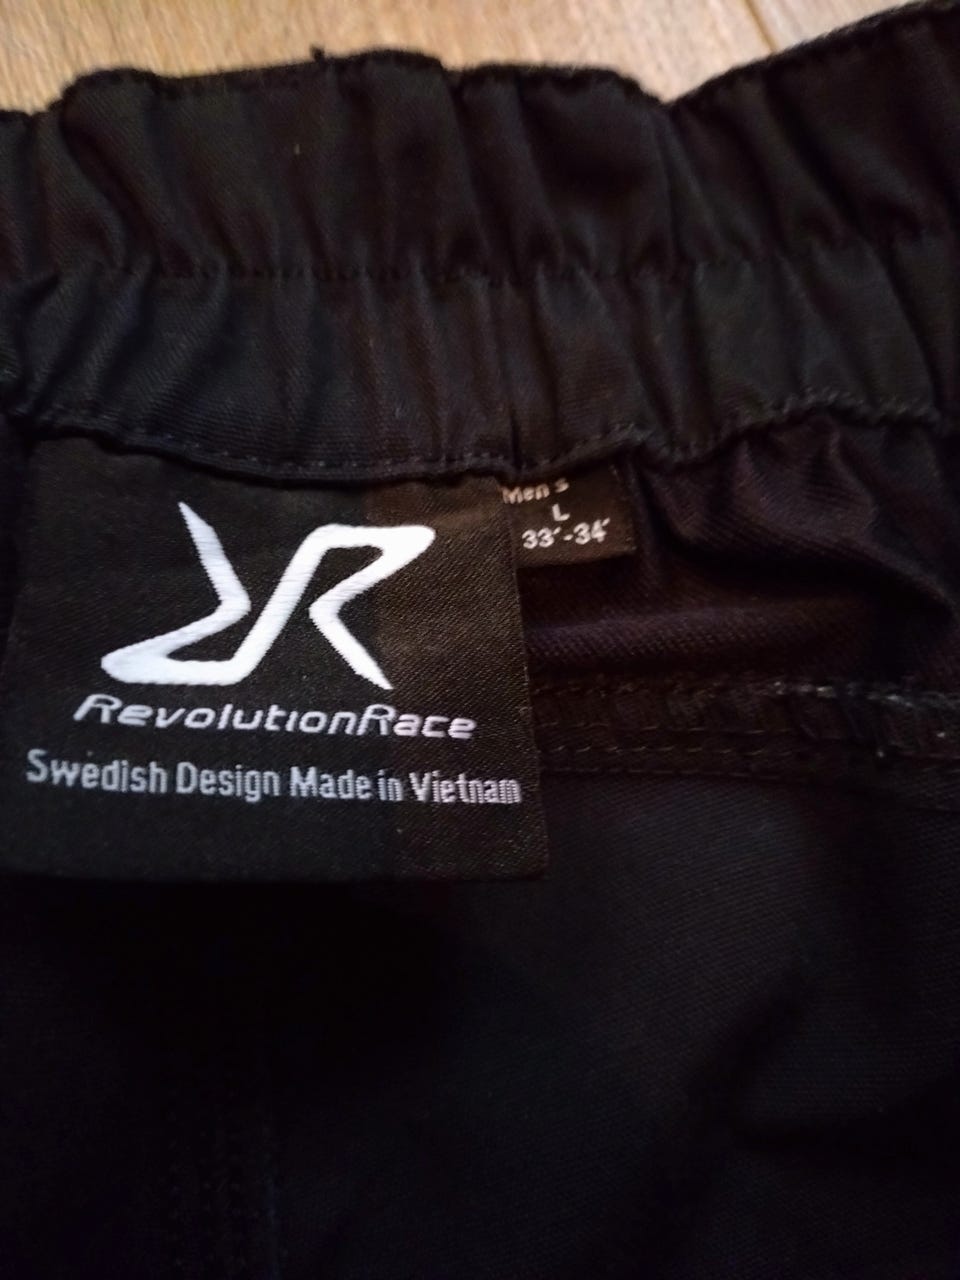 Men's
L
33´-34´
RevolutionRace
Swedish Design Made in Vietnam